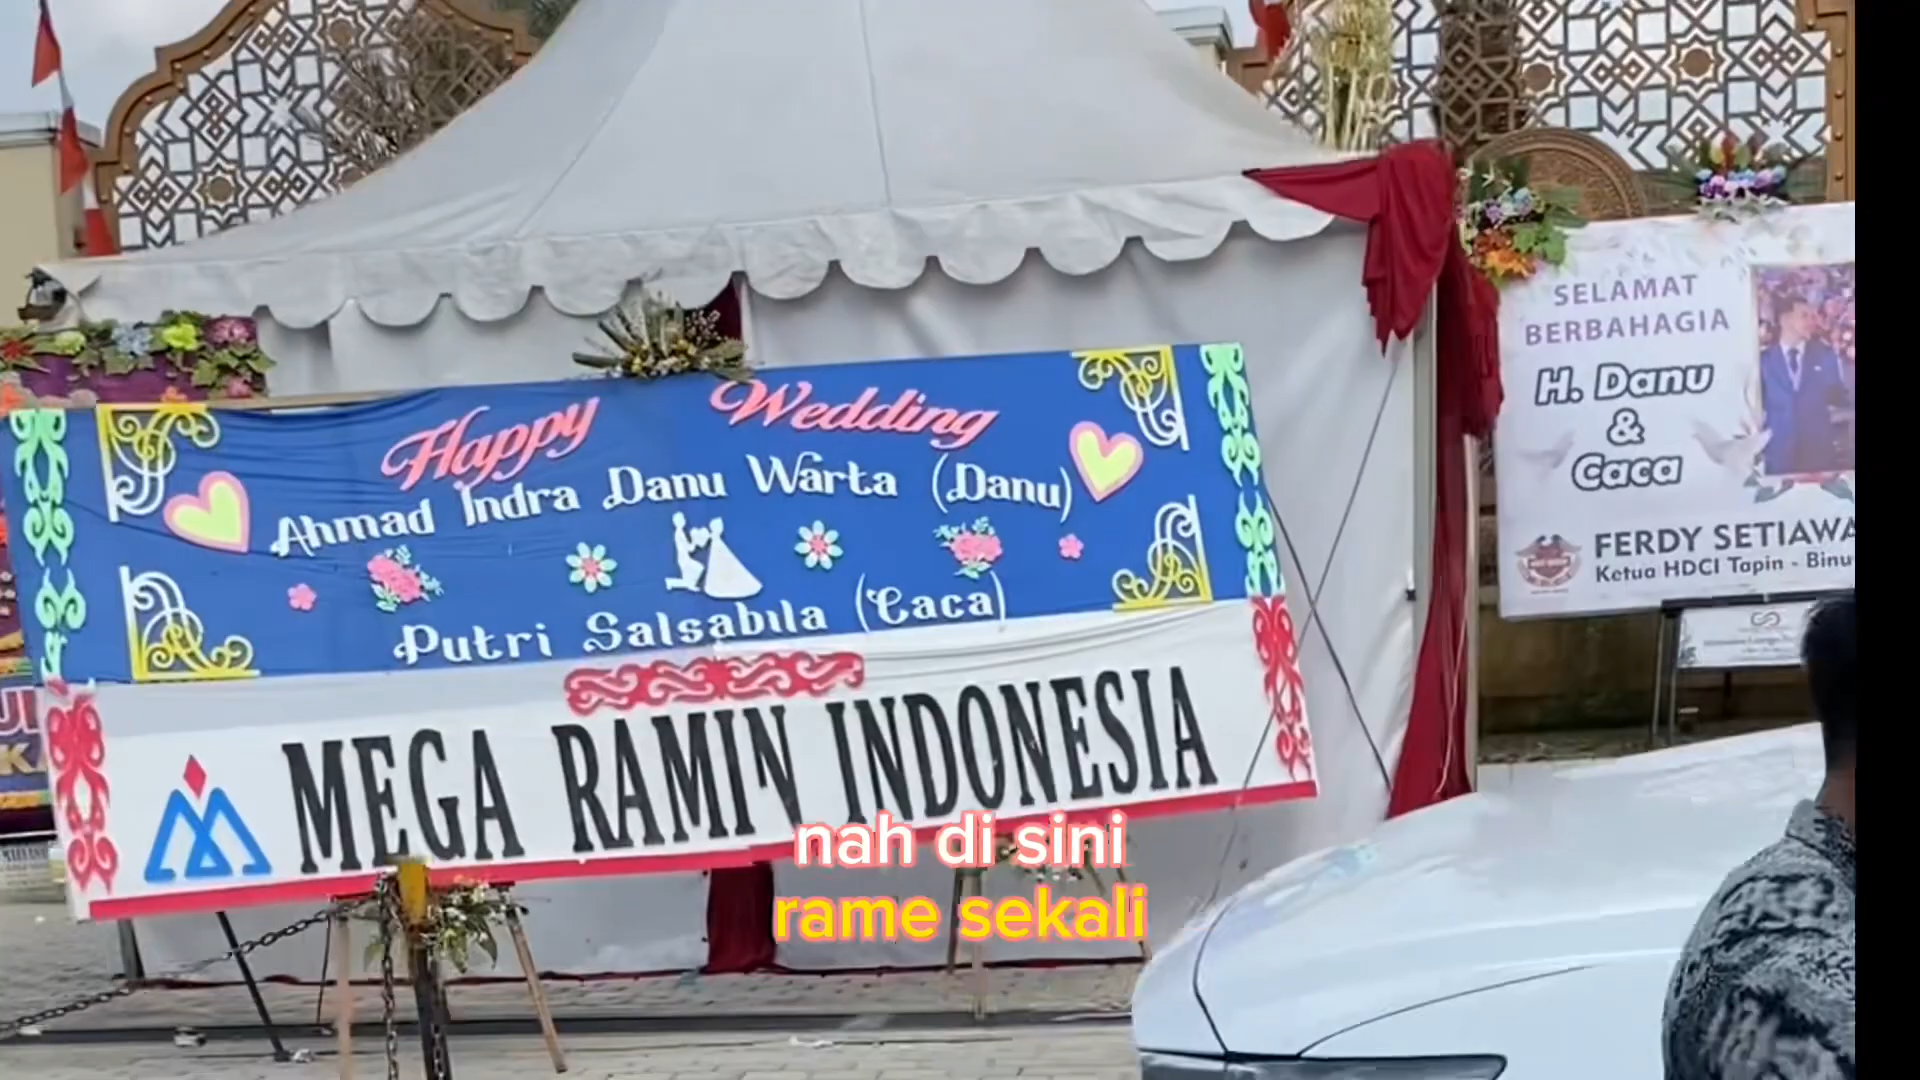 Happy Wedding
Ahmad Indra Danu Warta (Danu)
Putri Salsabila (Caca)
MEGA RAMIN INDONESIA
SELAMAT
BERBAHAGIA
H. Danu
&
Caca
FERDY SETIAWA
Ketua HDCI Tapin - Binu
nah di sini
rame sekali